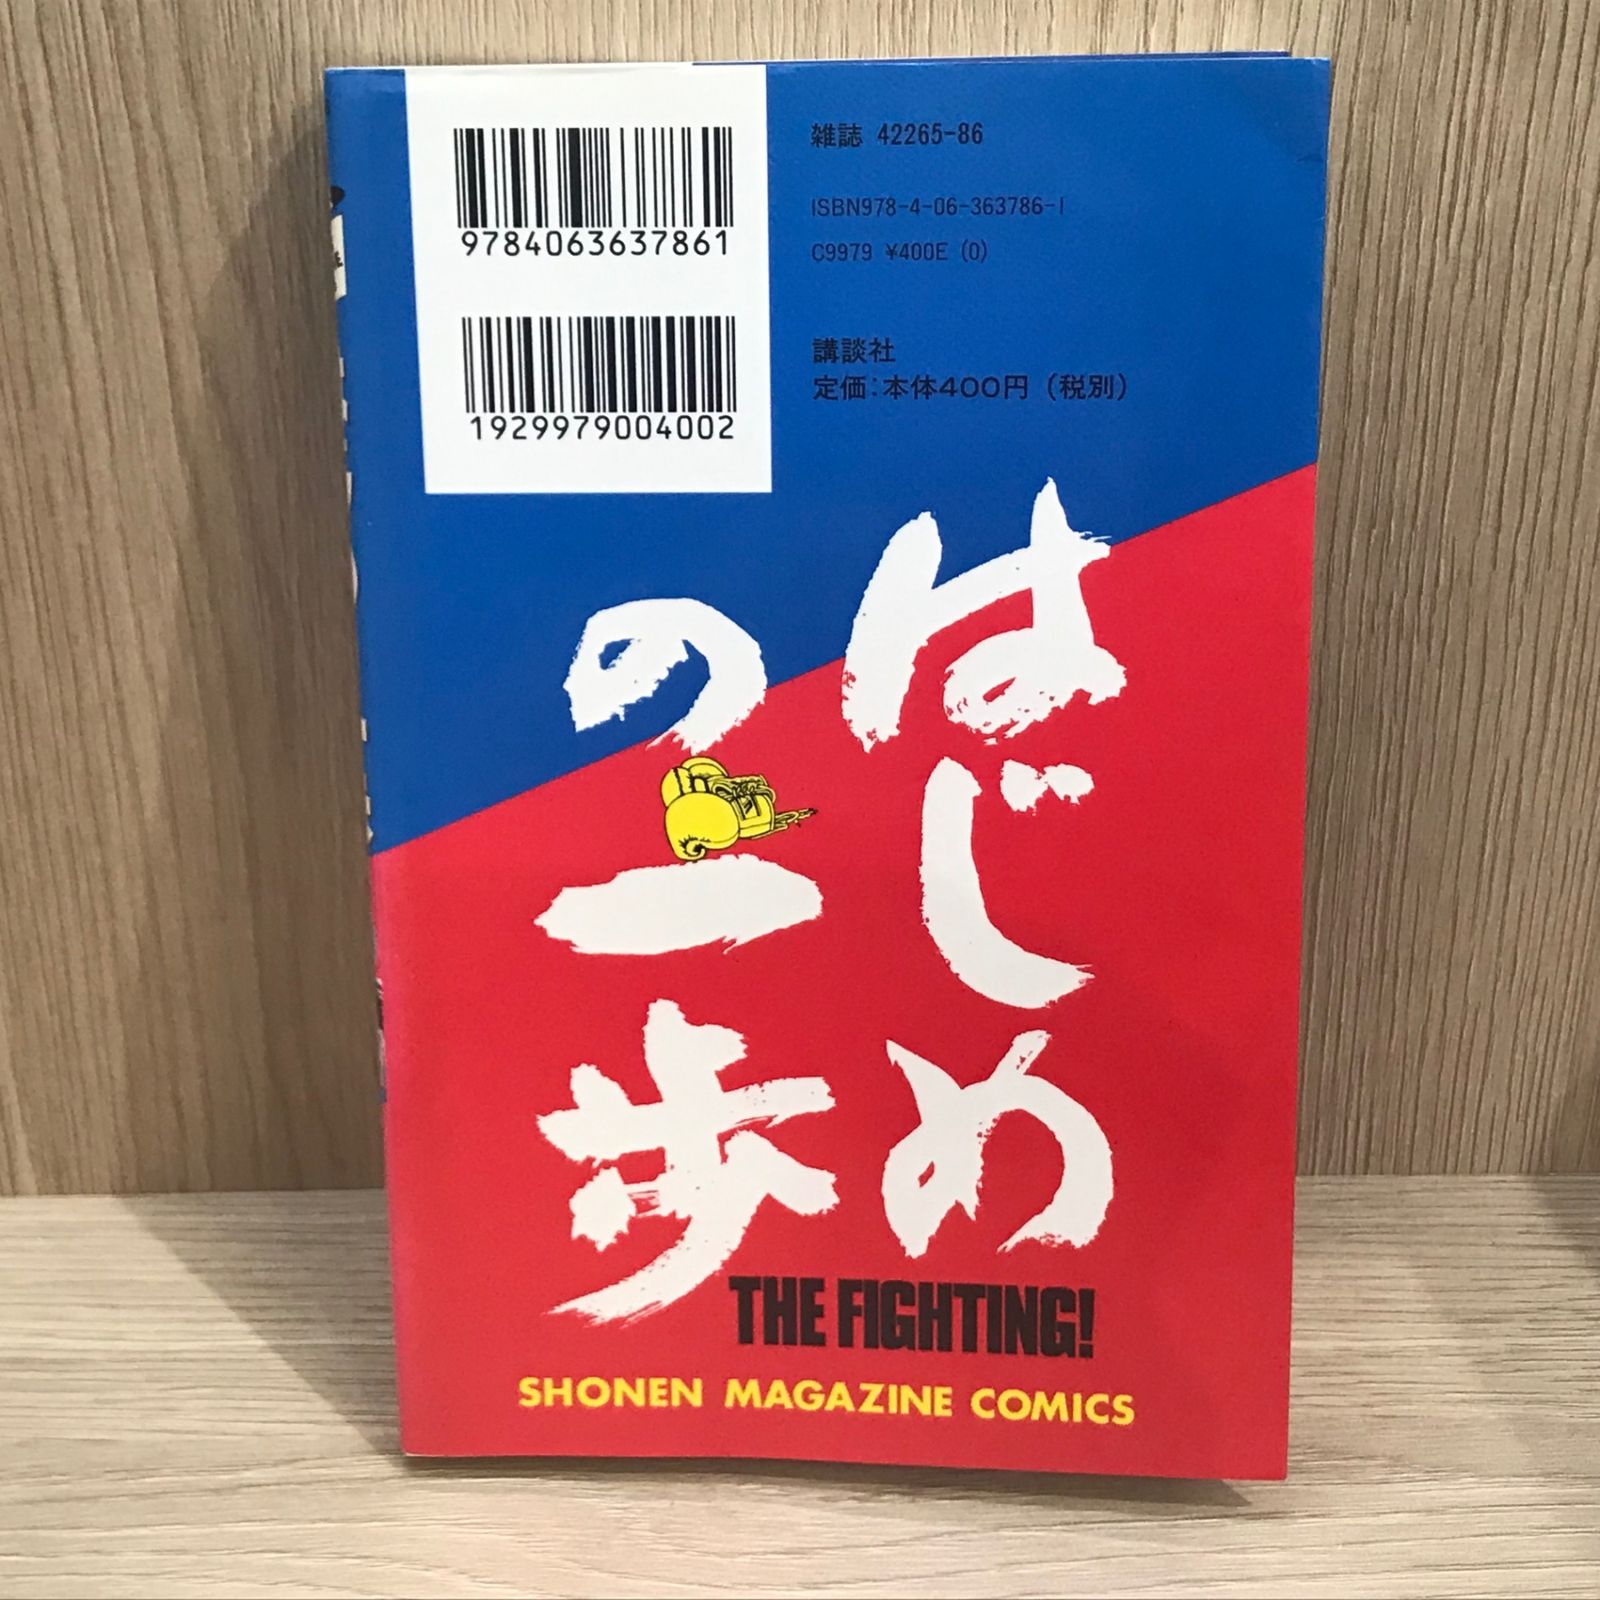 9784063637861
1929979004002
雑誌 42265-86
ISBN978-4-06-363786-1
C9979 ¥400E (0)
講談社
定価：本体400円（税別）
はじめ
の一歩
THE FIGHTING!
SHONEN MAGAZINE COMICS